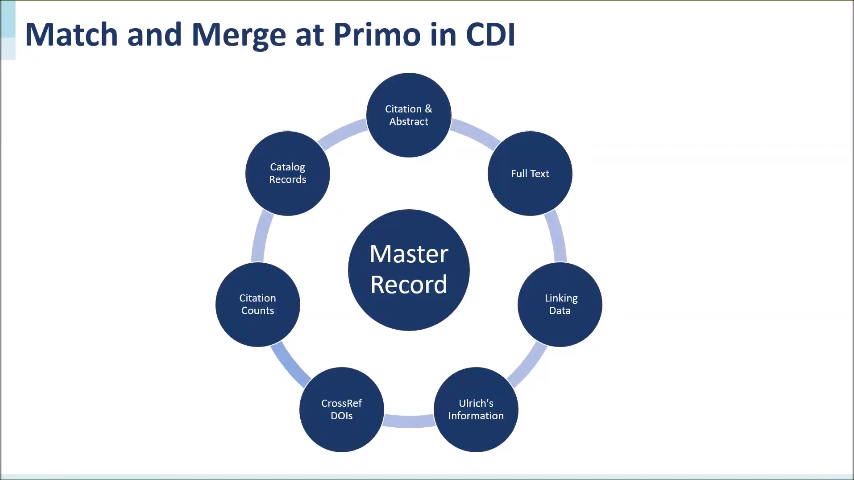 Match and Merge at Primo in CDI
Citation &
Abstract
Full Text
Linking
Data
Ulrich's
Information
CrossRef
DOIs
Citation
Counts
Catalog
Records
Master
Record